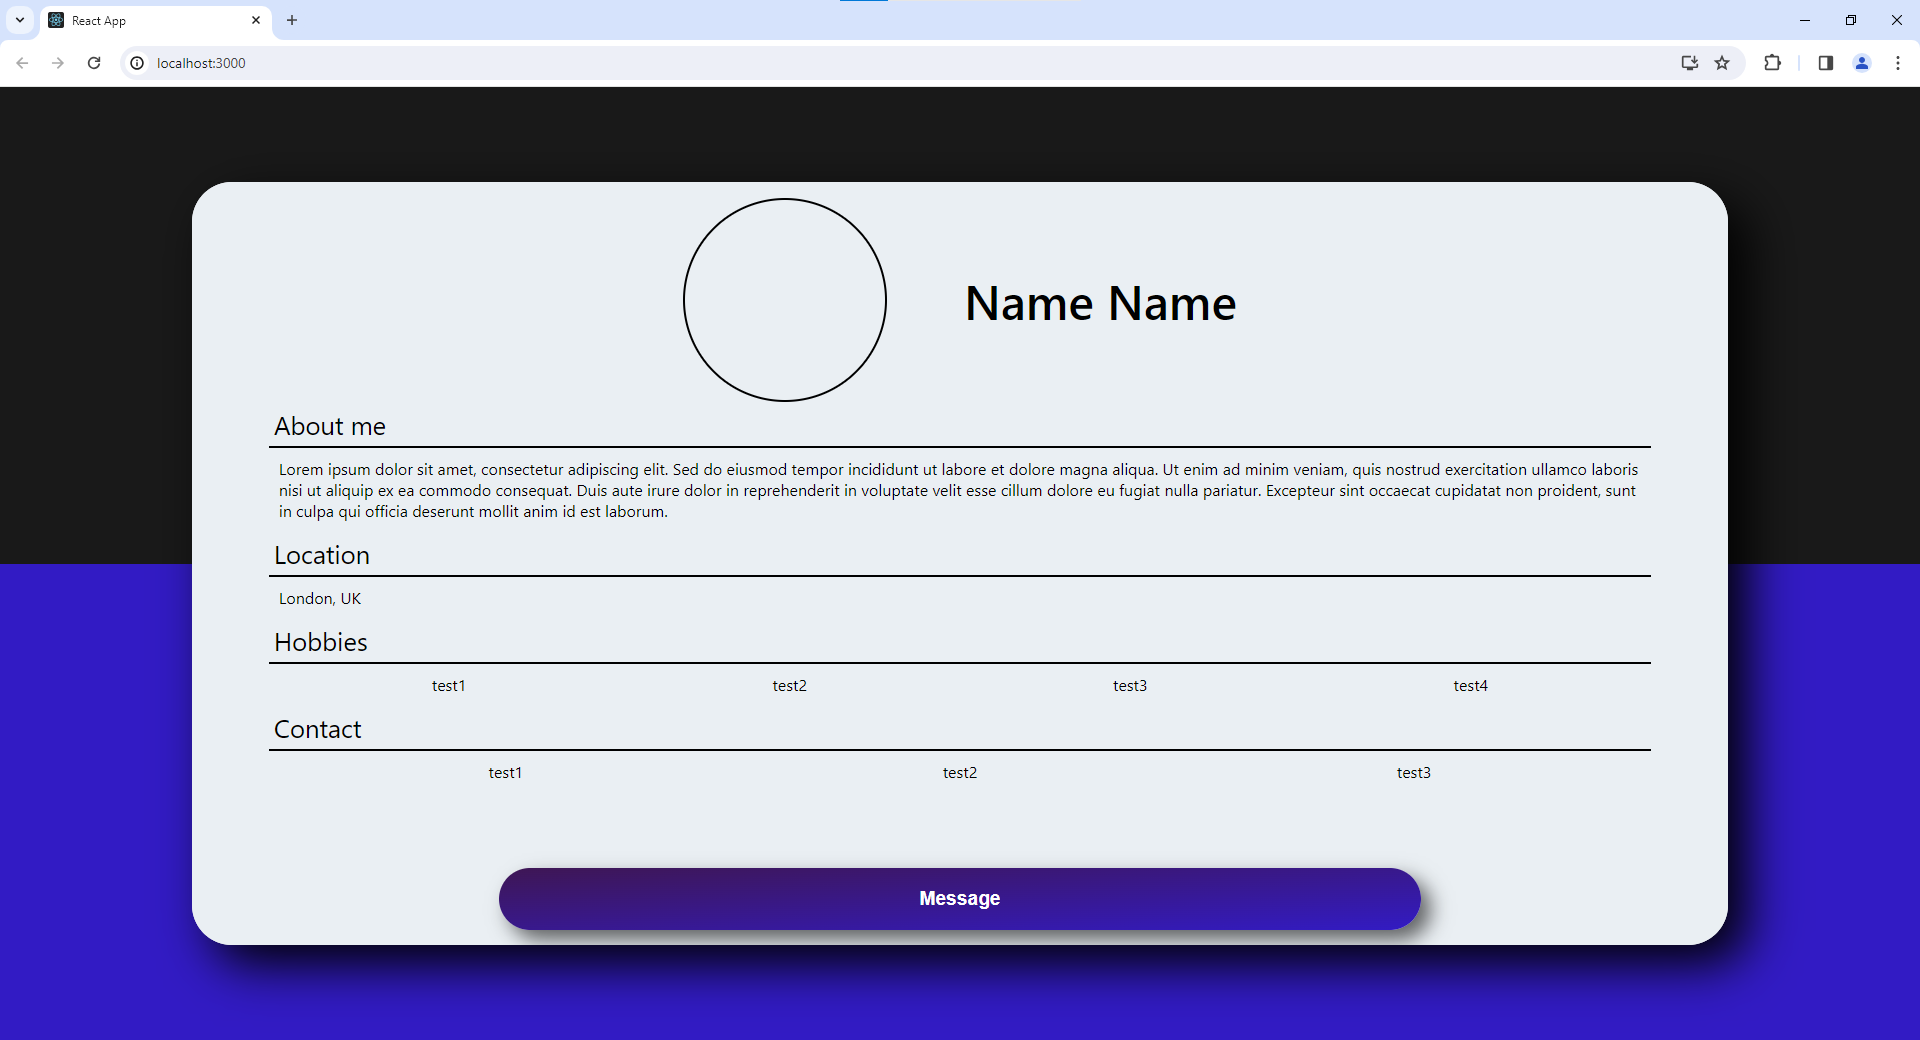 React App
localhost:3000
Name Name
About me
Lorem ipsum dolor sit amet, consectetur adipiscing elit. Sed do eiusmod tempor incididunt ut labore et dolore magna aliqua. Ut enim ad minim veniam, quis nostrud exercitation ullamco laboris
nisi ut aliquip ex ea commodo consequat. Duis aute irure dolor in reprehenderit in voluptate velit esse cillum dolore eu fugiat nulla pariatur. Excepteur sint occaecat cupidatat non proident, sunt
in culpa qui officia deserunt mollit anim id est laborum.
Location
London, UK
Hobbies
test1 test2 test3 test4
Contact
test1 test2 test3
Message